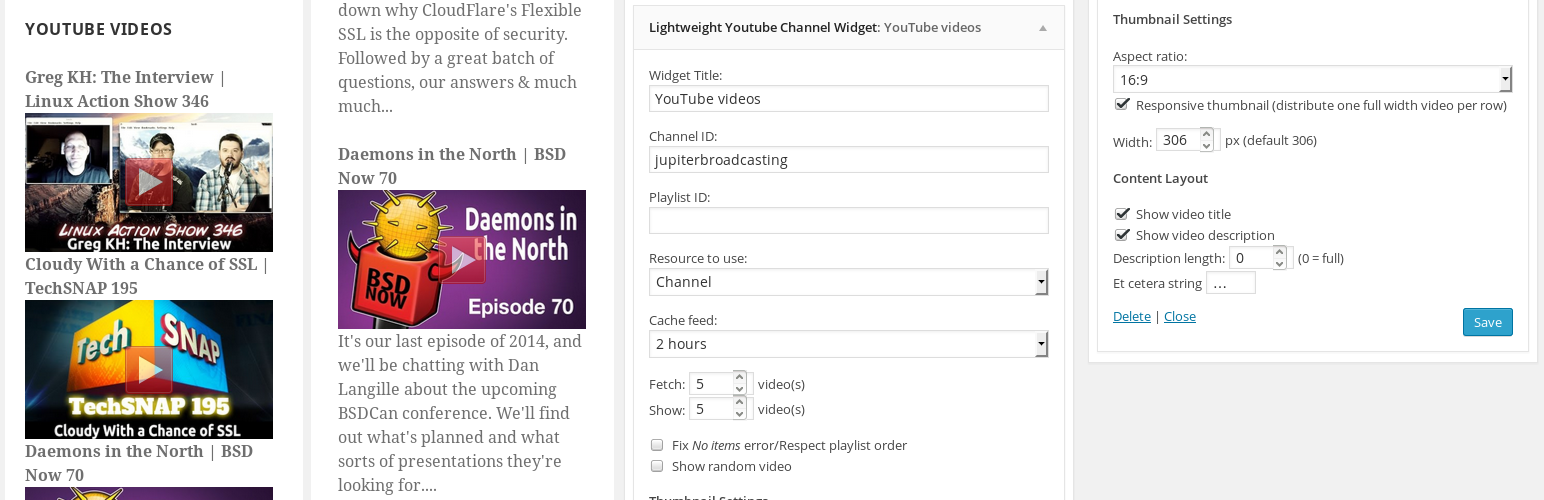 YOUTUBE VIDEOS
Greg KH: The Interview |
Linux Action Show 346
LINUX ACTION SHOW 346
Greg KH: The Interview
Cloudy With a Chance of SSL |
TechSNAP 195
Tech SNAP
TechSNAP 195
Cloudy With a Chance of SSL
Daemons in the North | BSD
Now 70
down why CloudFlare's Flexible
SSL is the opposite of security.
Followed by a great batch of
questions, our answers & much
much...
Daemons in the North | BSD
Now 70
Daemons in
the North
BSD
NOW
Episode 70
It's our last episode of 2014, and
we'll be chatting with Dan
Langille about the upcoming
BSDCan conference. We'll find
out what's planned and what
sorts of presentations they're
looking for....
Lightweight Youtube Channel Widget: YouTube videos
Widget Title:
YouTube videos
Channel ID:
jupiterbroadcasting
Playlist ID:
Resource to use:
Channel
Cache feed:
2 hours
Fetch: 5 video(s)
Show: 5 video(s)
Fix No items error/Respect playlist order
Show random video
Thumbnail Settings
Thumbnail Settings
Aspect ratio:
16:9
Responsive thumbnail (distribute one full width video per row)
Width: 306 px (default 306)
Content Layout
Show video title
Show video description
Description length: 0 (0 = full)
Et cetera string ...
Delete | Close
Save